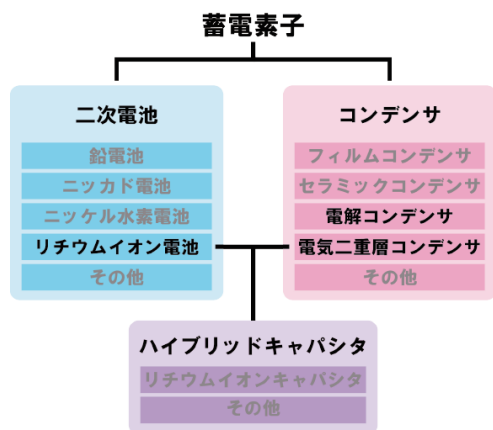 蓄電素子
二次電池
鉛電池
ニッカド電池
ニッケル水素電池
リチウムイオン電池
その他
コンデンサ
フィルムコンデンサ
セラミックコンデンサ
電解コンデンサ
電気二重層コンデンサ
その他
ハイブリッドキャパシタ
リチウムイオンキャパシタ
その他